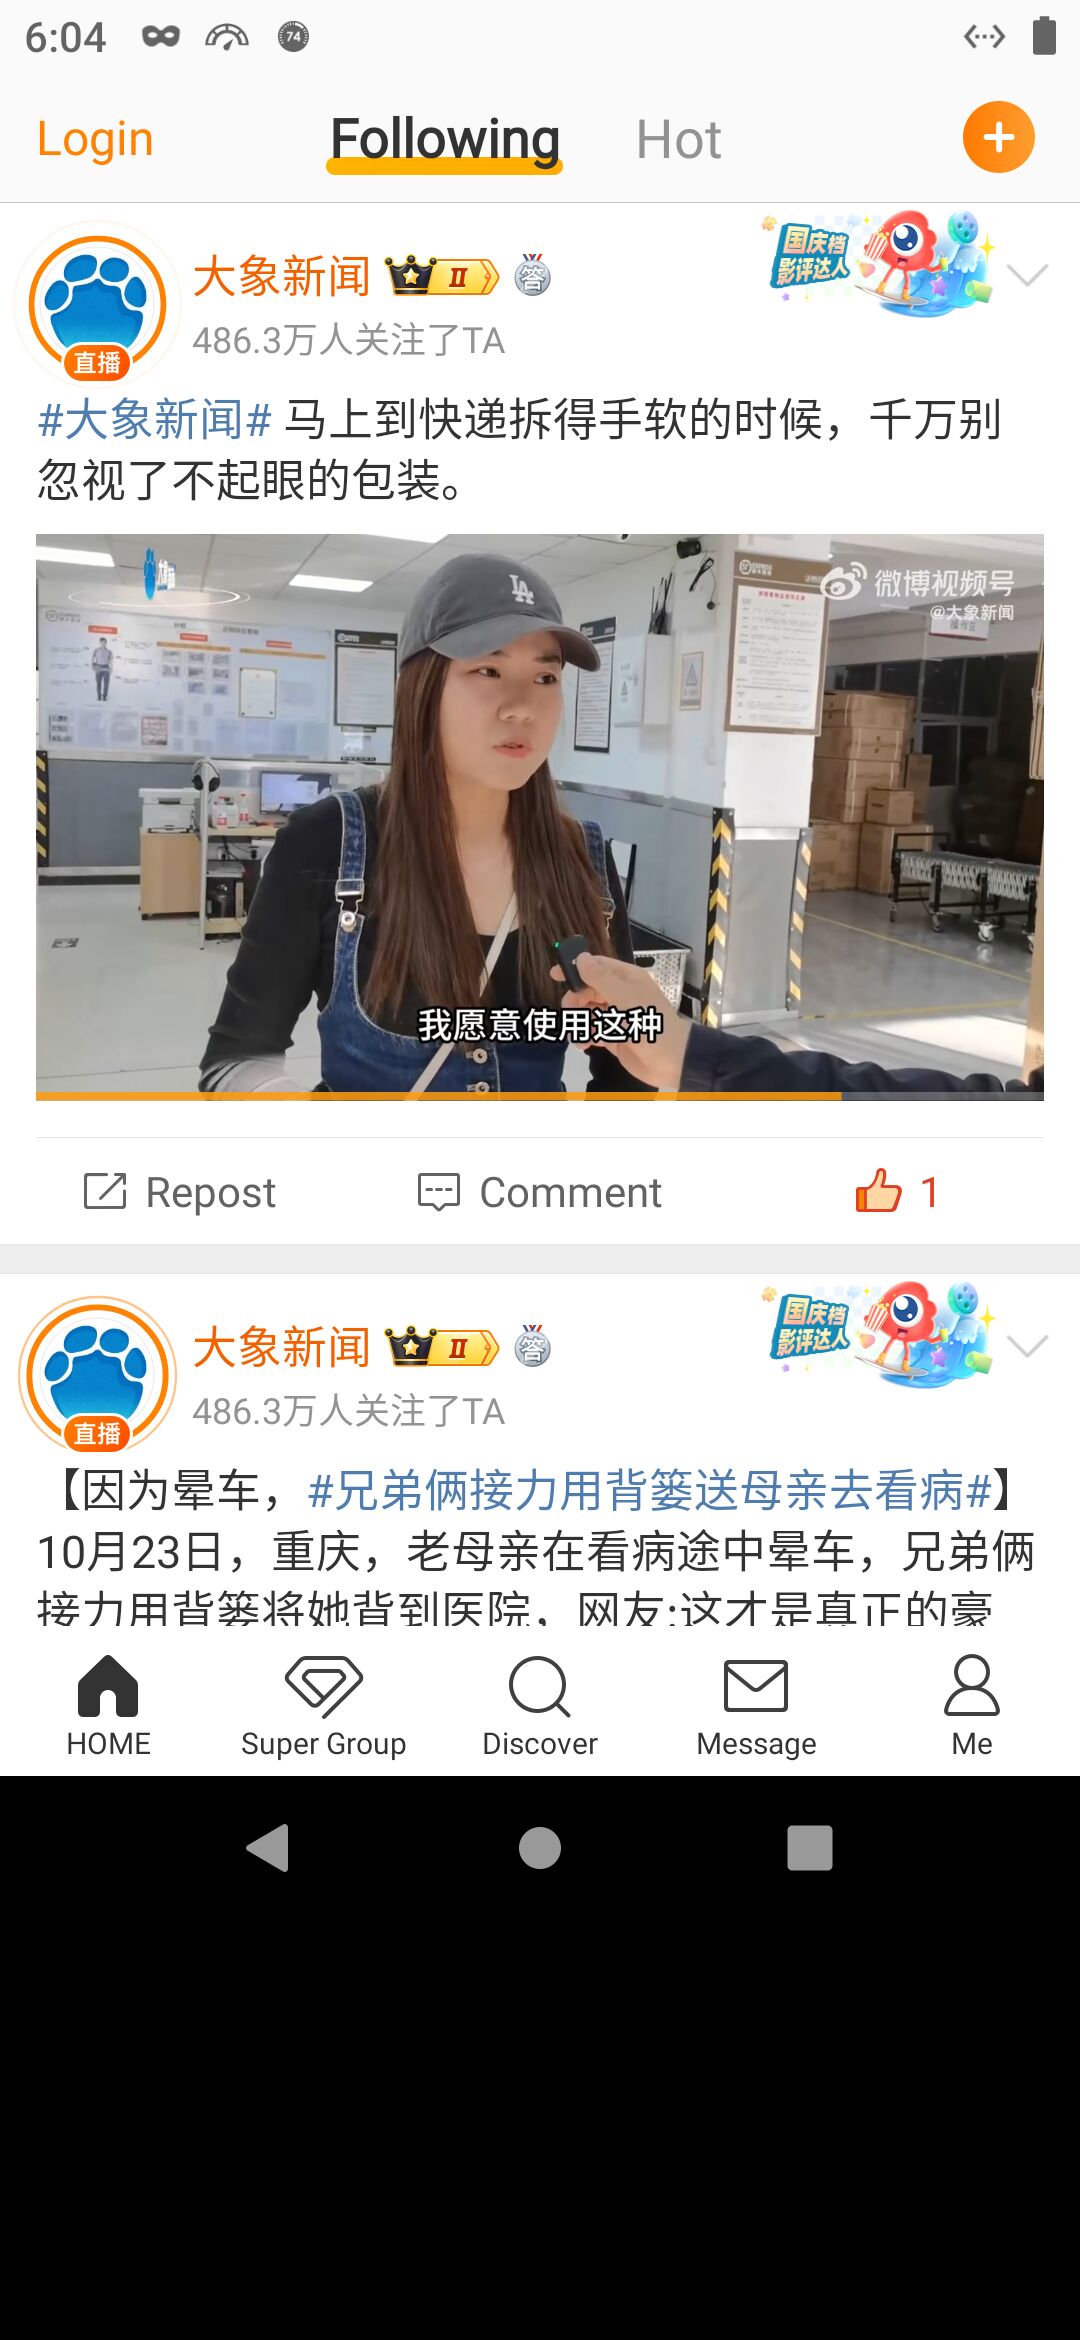 6:04
74
Login
Following
Hot
国庆档
影评达人
大象新闻
II
答
486.3万人关注了TA
直播
#大象新闻# 马上到快递拆得手软的时候，千万别
忽视了不起眼的包装。
微博视频号
@大象新闻
LA
我愿意使用这种
Repost
Comment
1
国庆档
影评达人
大象新闻
II
答
486.3万人关注了TA
直播
【因为晕车，#兄弟俩接力用背篓送母亲去看病#】
10月23日，重庆，老母亲在看病途中晕车，兄弟俩
接力用背篓将她背到医院，网友:这才是真正的豪
HOME
Super Group
Discover
Message
Me